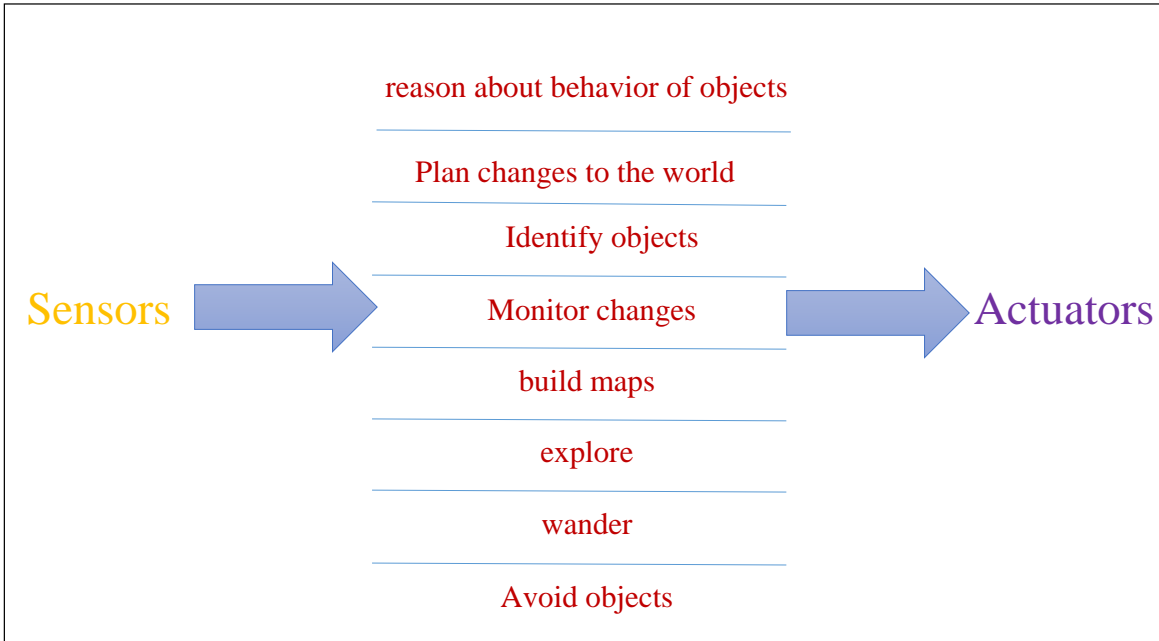 reason about behavior of objects
Plan changes to the world
Identify objects
Sensors
Monitor changes
Actuators
build maps
explore
wander
Avoid objects